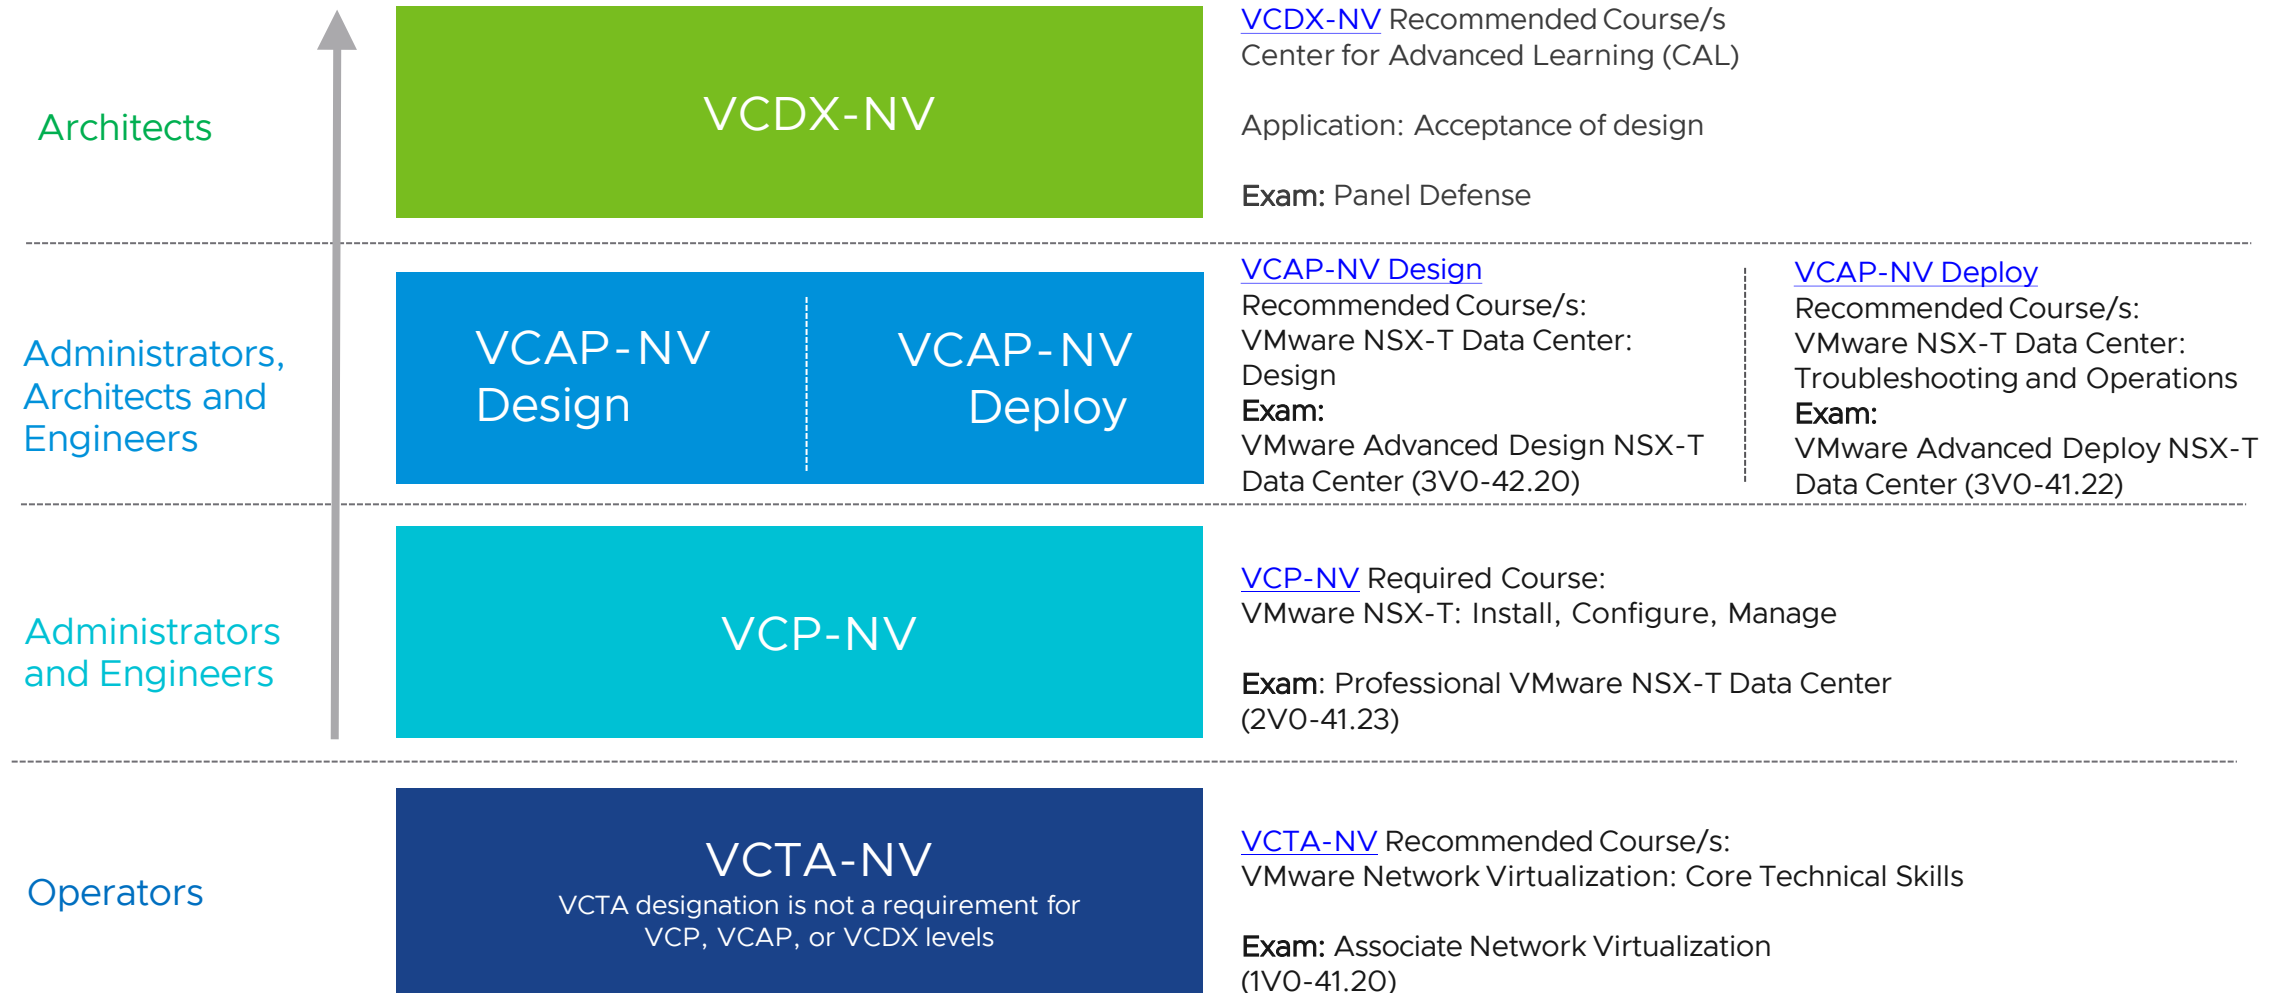 Architects
VCDX-NV
VCDX-NV Recommended Course/s
Center for Advanced Learning (CAL)
Application: Acceptance of design
Exam: Panel Defense
Administrators,
Architects and
Engineers
VCAP-NV
Design
VCAP-NV
Deploy
VCAP-NV Design
Recommended Course/s:
VMware NSX-T Data Center:
Design
Exam:
VMware Advanced Design NSX-T
Data Center (3V0-42.20)
VCAP-NV Deploy
Recommended Course/s:
VMware NSX-T Data Center:
Troubleshooting and Operations
Exam:
VMware Advanced Deploy NSX-T
Data Center (3V0-41.22)
Administrators
and Engineers
VCP-NV
VCP-NV Required Course:
VMware NSX-T: Install, Configure, Manage
Exam: Professional VMware NSX-T Data Center
(2V0-41.23)
Operators
VCTA-NV
VCTA designation is not a requirement for
VCP, VCAP, or VCDX levels
VCTA-NV Recommended Course/s:
VMware Network Virtualization: Core Technical Skills
Exam: Associate Network Virtualization
(1V0-41.20)